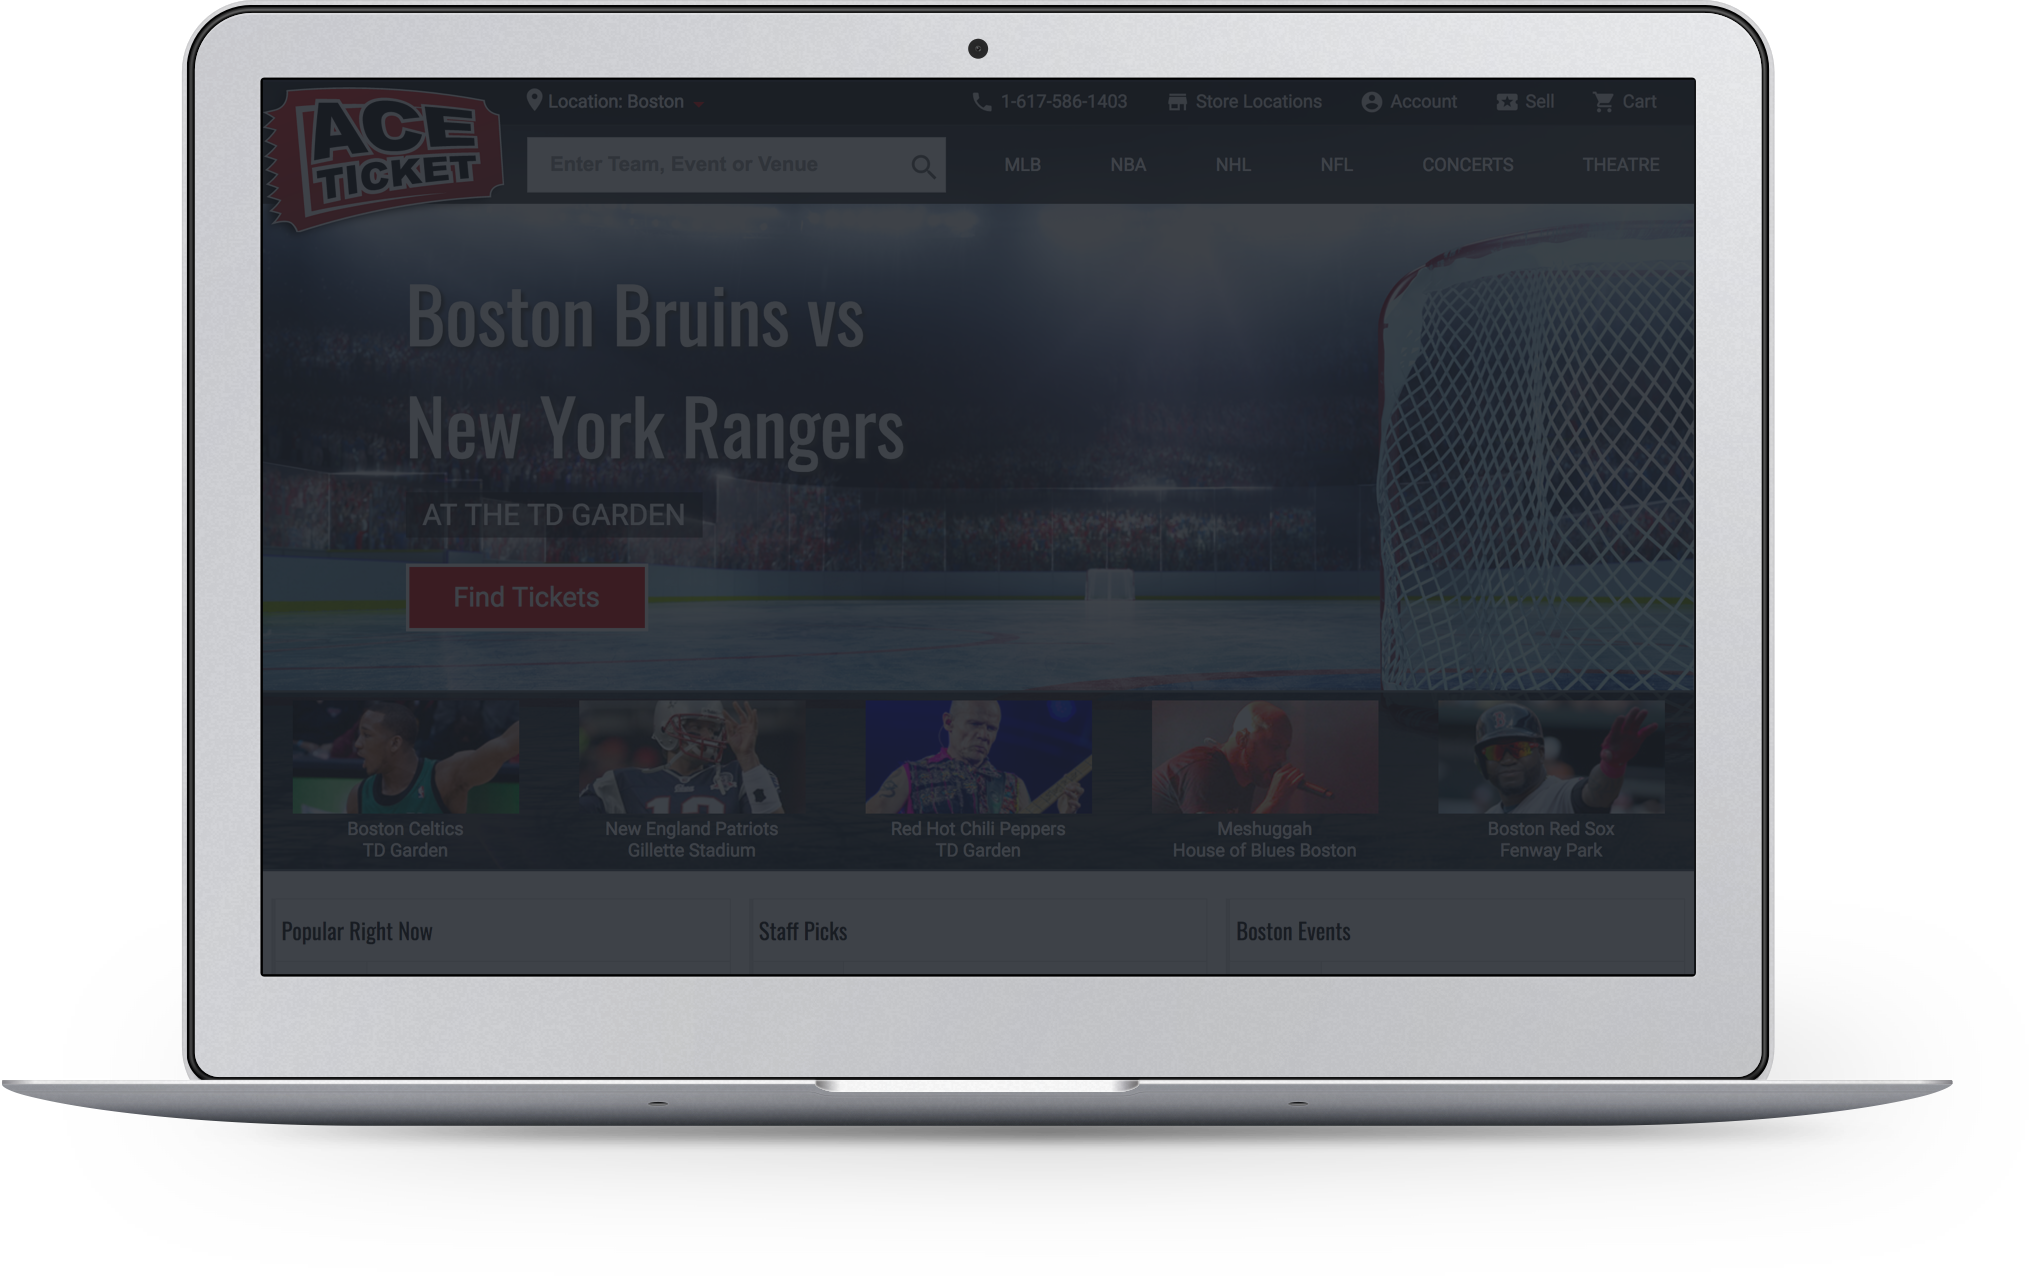 ACE
TICKET
Location: Boston
1-617-586-1403
Store Locations
Account
Sell
Cart
Enter Team, Event or Venue
MLB
NBA
NHL
NFL
CONCERTS
THEATRE
Boston Bruins vs
New York Rangers
AT THE TD GARDEN
Find Tickets
Boston Celtics
TD Garden
New England Patriots
Gillette Stadium
Red Hot Chili Peppers
TD Garden
Meshuggah
House of Blues Boston
Boston Red Sox
Fenway Park
Popular Right Now
Staff Picks
Boston Events